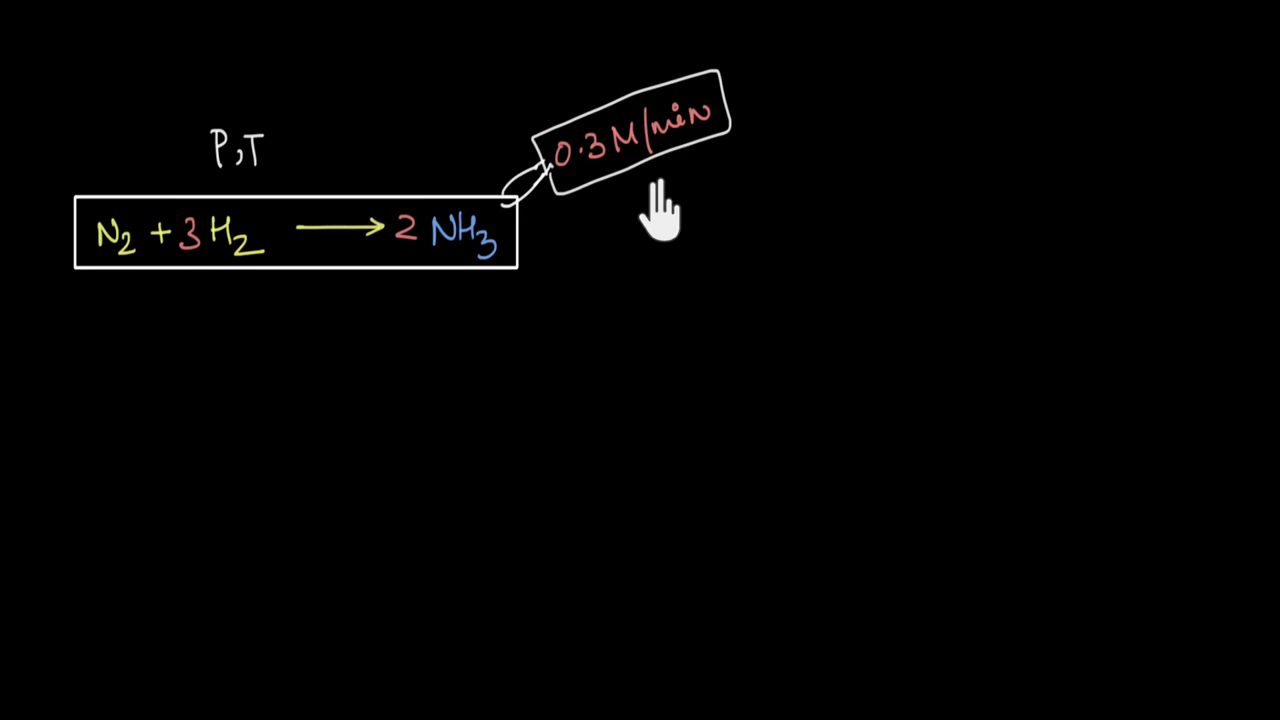 0.3 M/min
P,T
N₂ + 3 H₂ ⟶ 2 NH₃